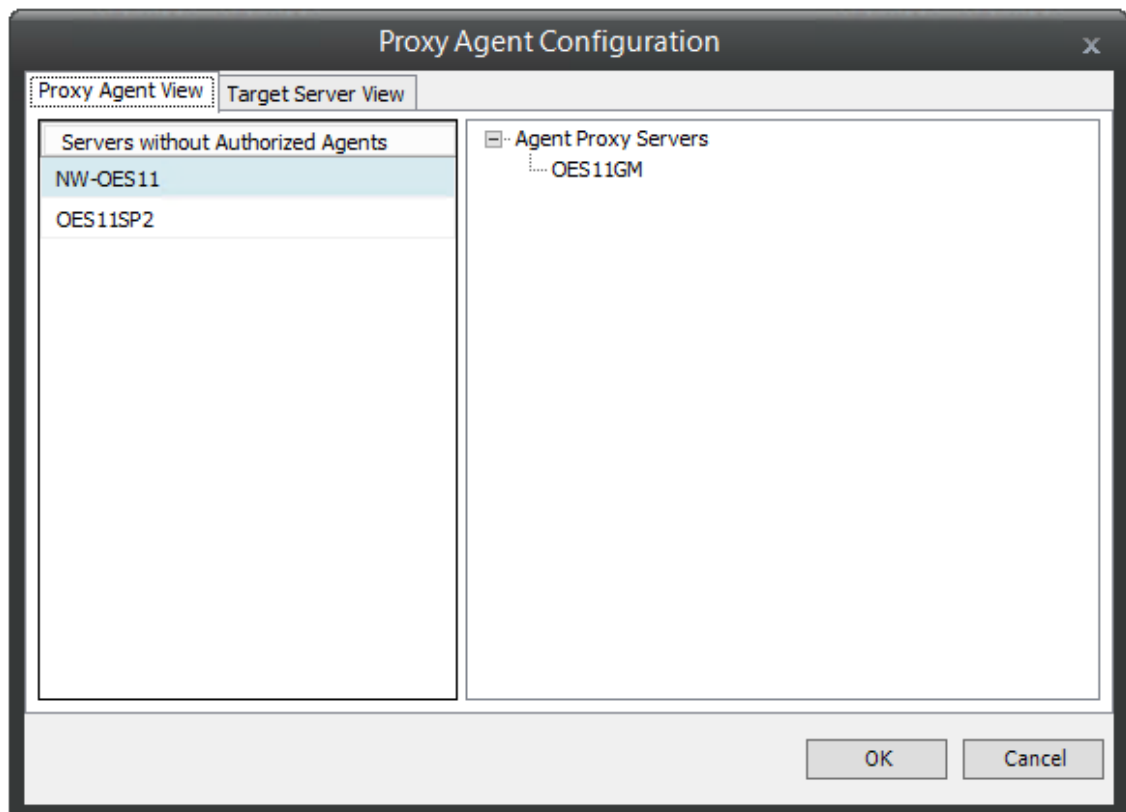 Proxy Agent Configuration
x
Proxy Agent View
Target Server View
Servers without Authorized Agents
NW-OES11
OES11SP2
Agent Proxy Servers
OES11GM
OK
Cancel